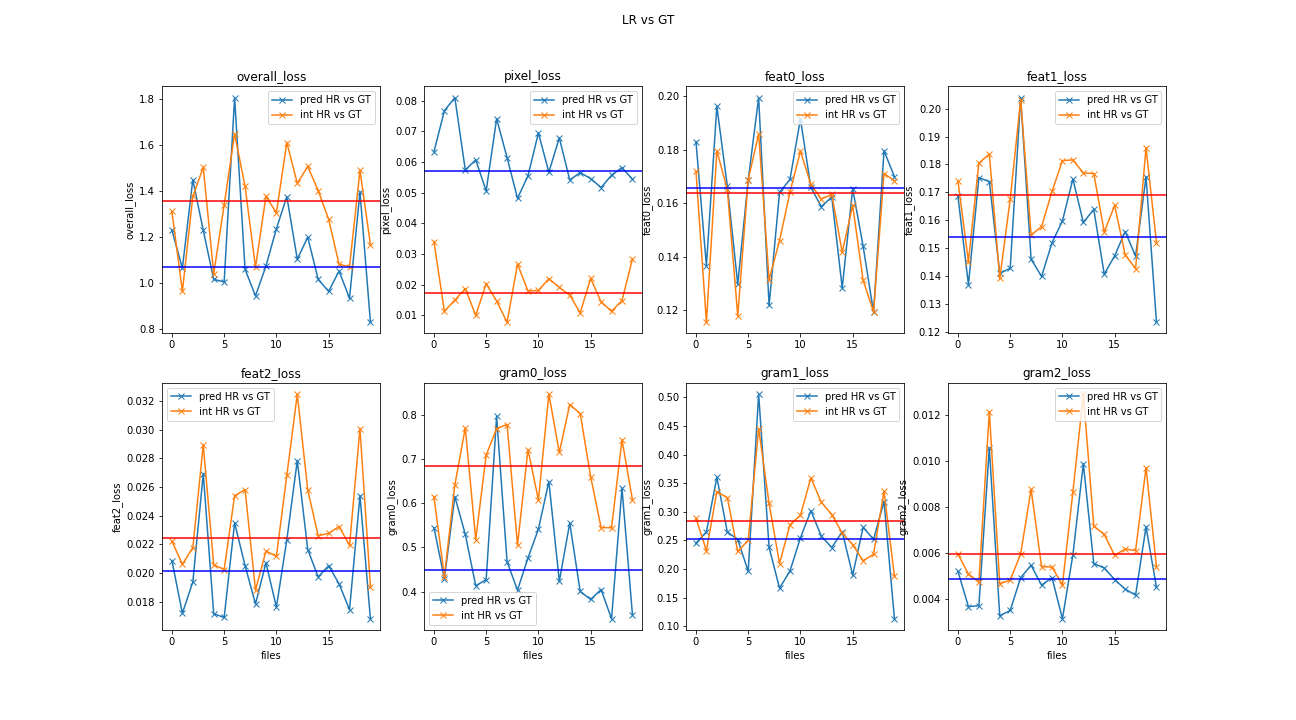 LR vs GT
overall_loss
pixel_loss
feat0_loss
feat1_loss
1.8
1.6
1.4
1.2
1.0
0.8
overall_loss
0 5 10 15
pred HR vs GT
int HR vs GT
0.08
0.07
0.06
0.05
0.04
0.03
0.02
0.01
pixel_loss
0 5 10 15
pred HR vs GT
int HR vs GT
0.20
0.18
0.16
0.14
0.12
feat0_loss
0 5 10 15
pred HR vs GT
int HR vs GT
0.20
0.19
0.18
0.17
0.16
0.15
0.14
0.13
0.12
feat1_loss
0 5 10 15
pred HR vs GT
int HR vs GT
feat2_loss
gram0_loss
gram1_loss
gram2_loss
0.032
0.030
0.028
0.026
0.024
0.022
0.020
0.018
feat2_loss
0 5 10 15
files
pred HR vs GT
int HR vs GT
0.8
0.7
0.6
0.5
0.4
gram0_loss
0 5 10 15
files
pred HR vs GT
int HR vs GT
0.50
0.45
0.40
0.35
0.30
0.25
0.20
0.15
0.10
gram1_loss
0 5 10 15
files
pred HR vs GT
int HR vs GT
0.012
0.010
0.008
0.006
0.004
gram2_loss
0 5 10 15
files
pred HR vs GT
int HR vs GT